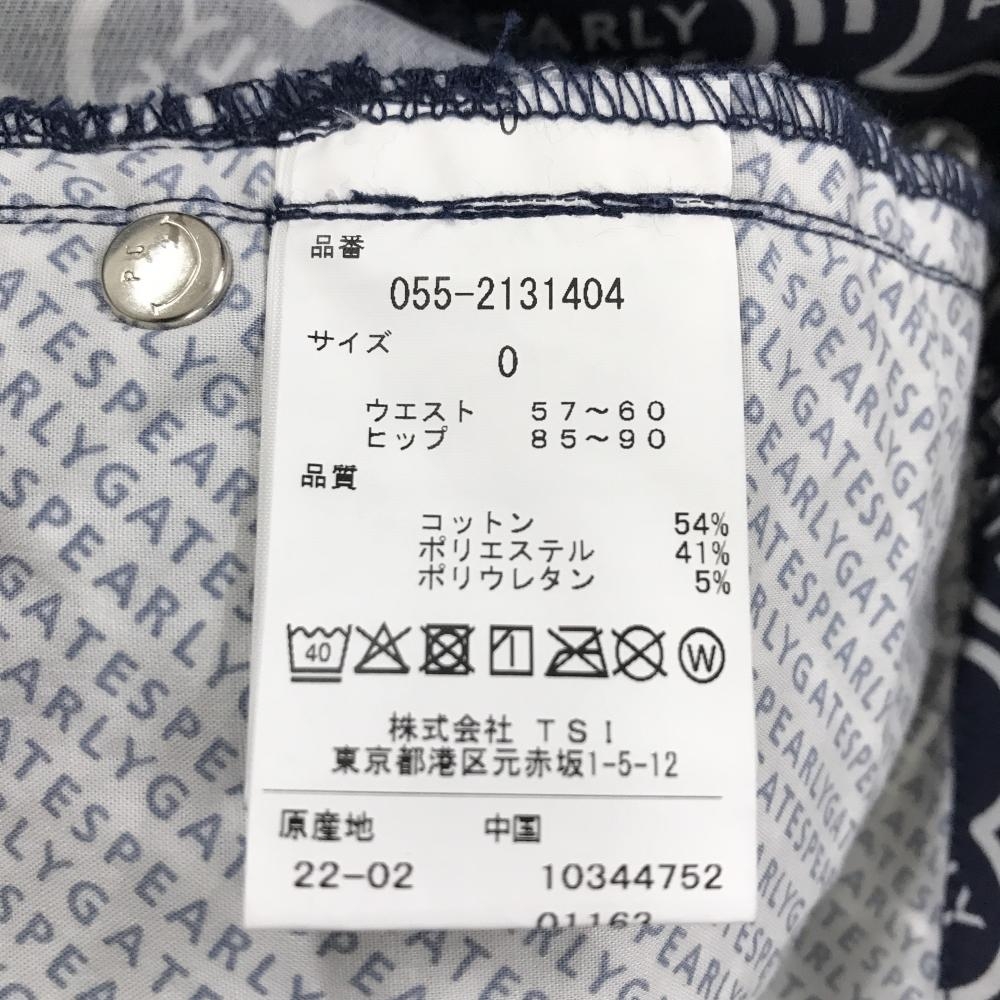 EARLY
品番
055-2131404
サイズ
0
ウエスト 57～60
ヒップ 85～90
品質
コットン 54%
ポリエステル 41%
ポリウレタン 5%
40
W
株式会社 TSI
東京都港区元赤坂1-5-12
原産地 中国
22-02 10344752
01163
PEARLYGATES